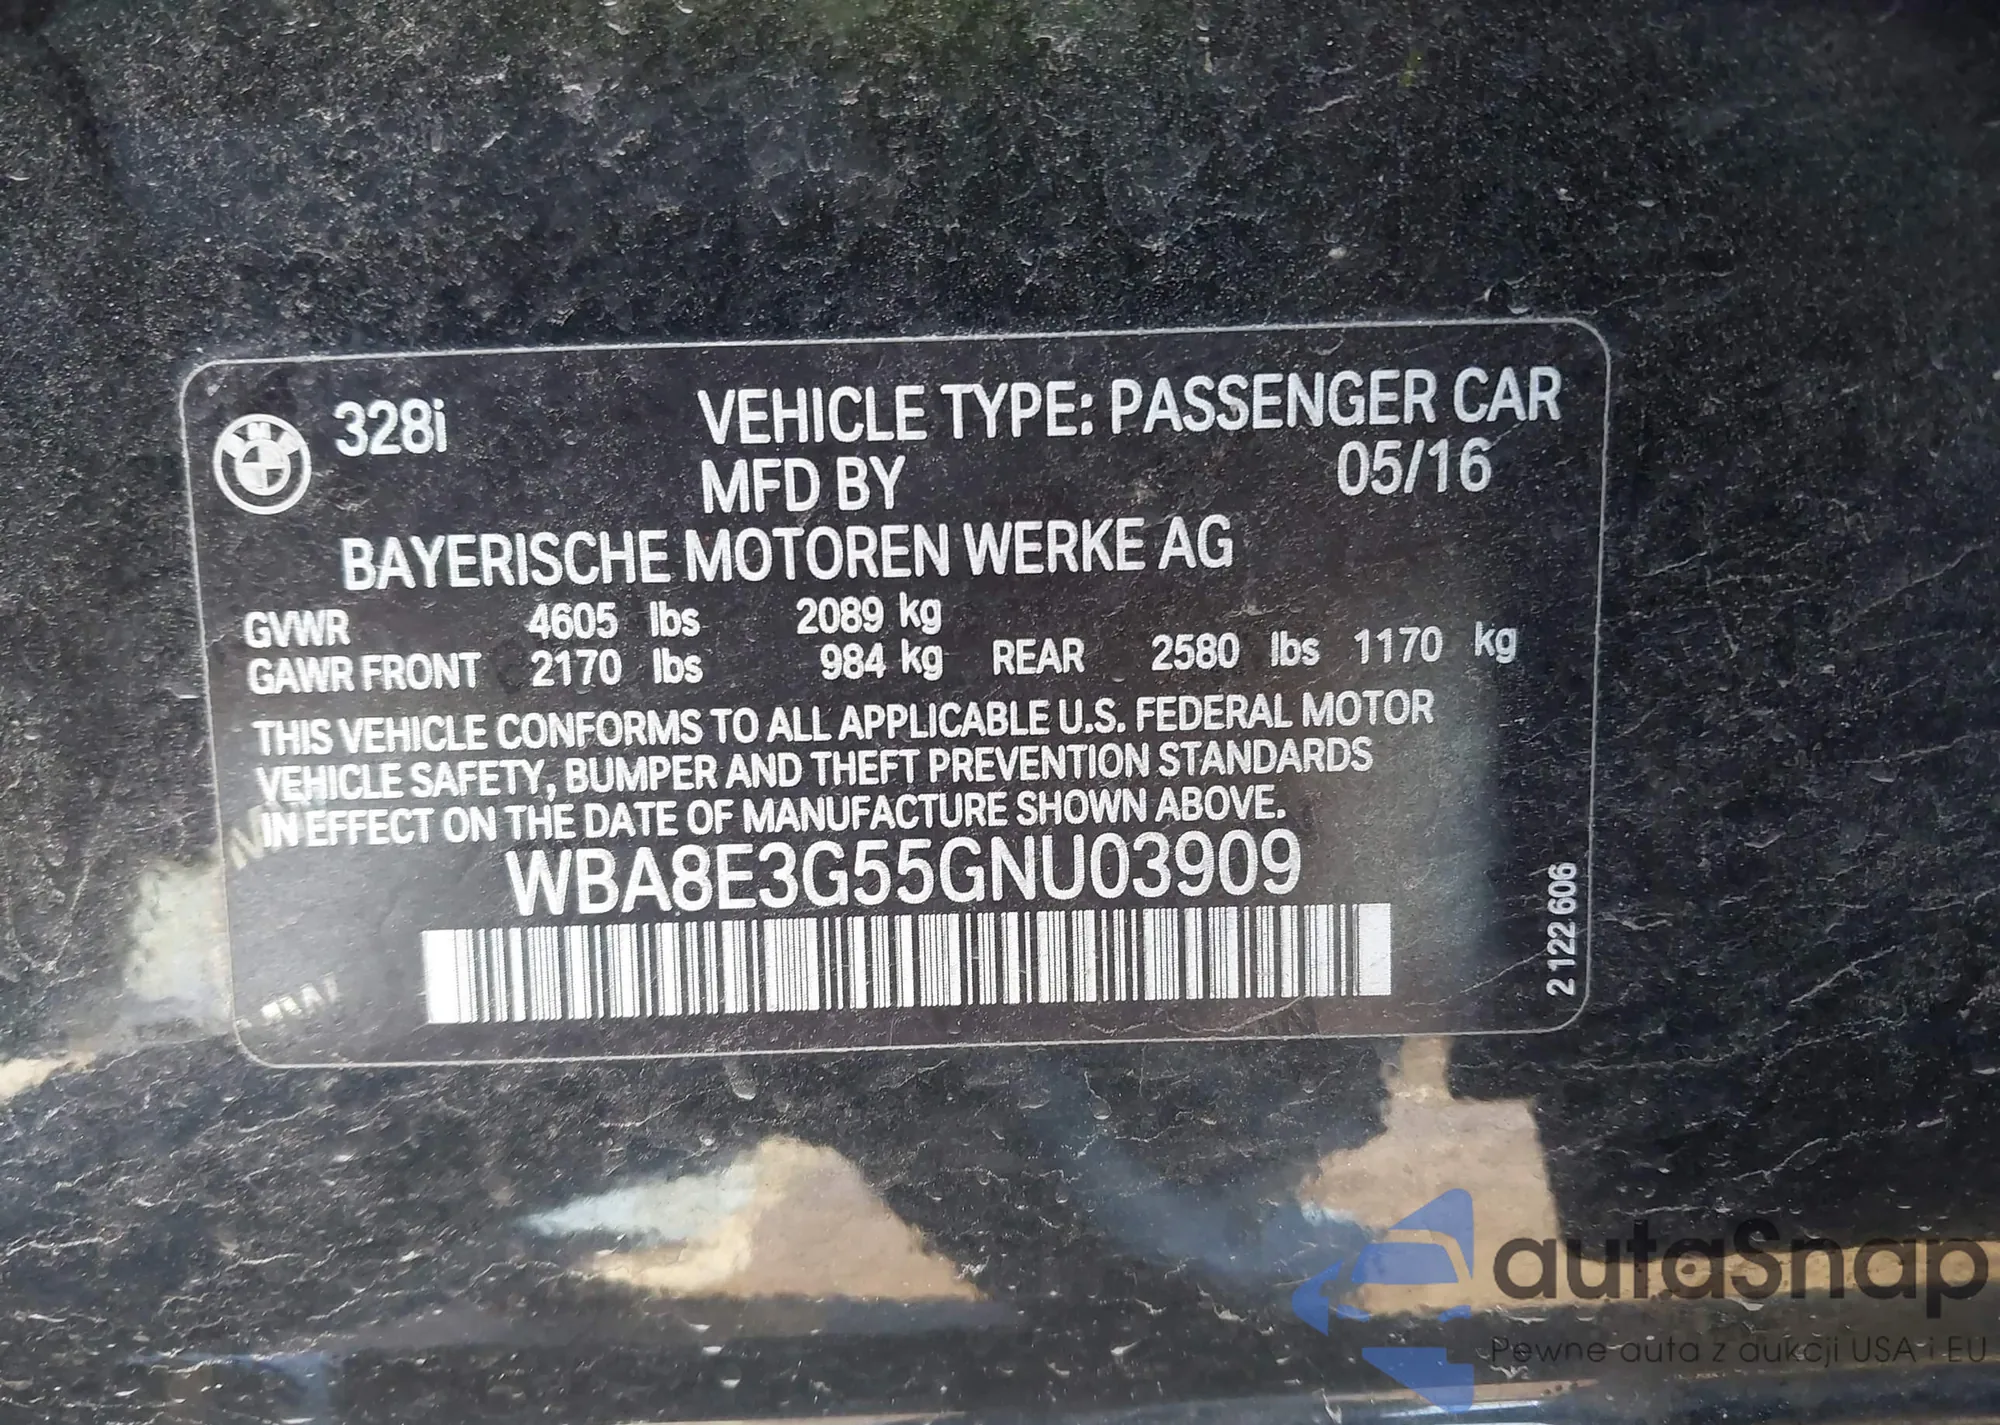 328i VEHICLE TYPE: PASSENGER CAR
MFD BY 05/16
BAYERISCHE MOTOREN WERKE AG
GVWR 4605 lbs 2089 kg
GAWR FRONT 2170 lbs 984 kg REAR 2580 lbs 1170 kg
THIS VEHICLE CONFORMS TO ALL APPLICABLE U.S. FEDERAL MOTOR
VEHICLE SAFETY, BUMPER AND THEFT PREVENTION STANDARDS
IN EFFECT ON THE DATE OF MANUFACTURE SHOWN ABOVE.
WBA8E3G55GNU03909
2 122 606
autaSnap
Pewne auta z aukcji USA i EU